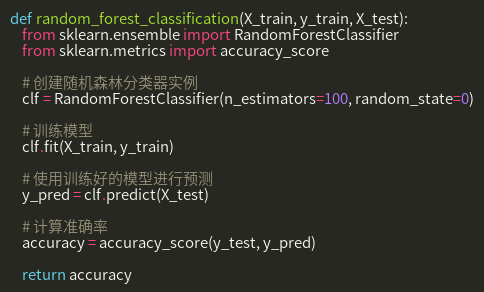 def random_forest_classification(X_train, y_train, X_test):
    from sklearn.ensemble import RandomForestClassifier
    from sklearn.metrics import accuracy_score

    # 创建随机森林分类器实例
    clf = RandomForestClassifier(n_estimators=100, random_state=0)

    # 训练模型
    clf.fit(X_train, y_train)

    # 使用训练好的模型进行预测
    y_pred = clf.predict(X_test)

    # 计算准确率
    accuracy = accuracy_score(y_test, y_pred)

    return accuracy